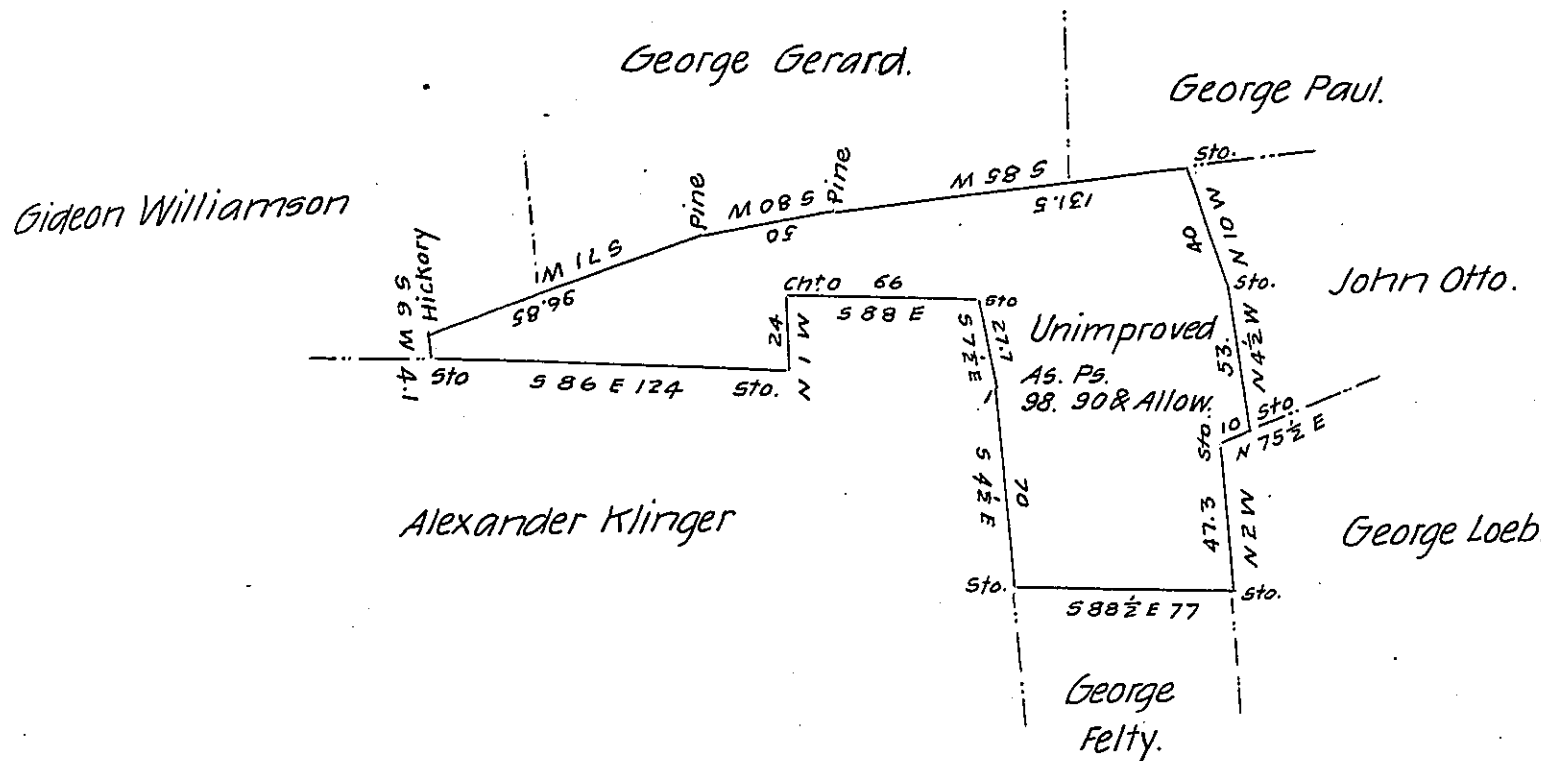 George Gerard.
George Paul.
Gideon Williamson
Hickory
S 6 W
4.1
S 71 W
96.85
Pine
S 80 W
50
Pine
S 85 W
131.5
Sto.
N 10 W
40
Sto.
John Otto.
N 4½ W
53.
Sto.
N 75½ E
10
Sto.
N 2 W
47.3
Sto.
George Loeb.
S 88½ E 77
Sto.
S 4½ E
70
S 7½ E
27.7
Sto
Unimproved
As. Ps.
98. 90 & Allow.
Chto 66
S 88 E
24
N 1 W
Sto.
S 86 E 124
Sto
Alexander Klinger
George
Felty.